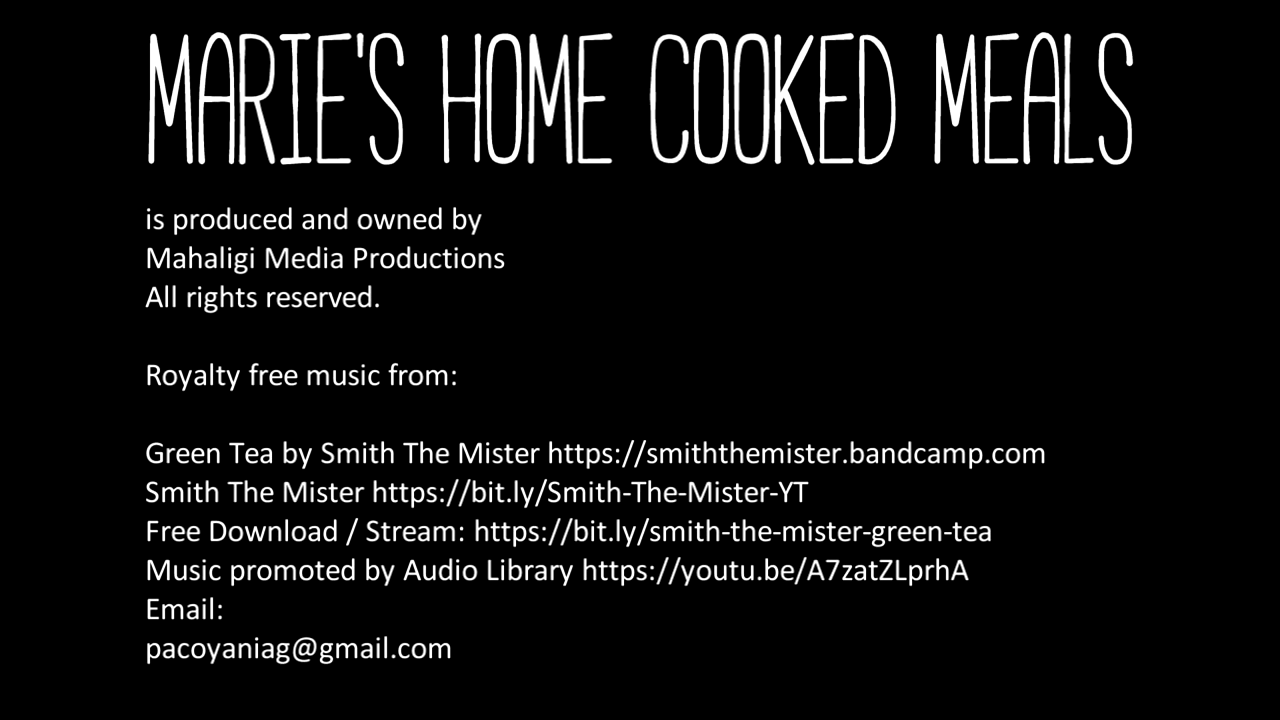 MARIE'S HOME COOKED MEALS
is produced and owned by
Mahaligi Media Productions
All rights reserved.
Royalty free music from:
Green Tea by Smith The Mister https://smiththemister.bandcamp.com
Smith The Mister https://bit.ly/Smith-The-Mister-YT
Free Download / Stream: https://bit.ly/smith-the-mister-green-tea
Music promoted by Audio Library https://youtu.be/A7zatZLprhA
Email:
pacoyaniag@gmail.com